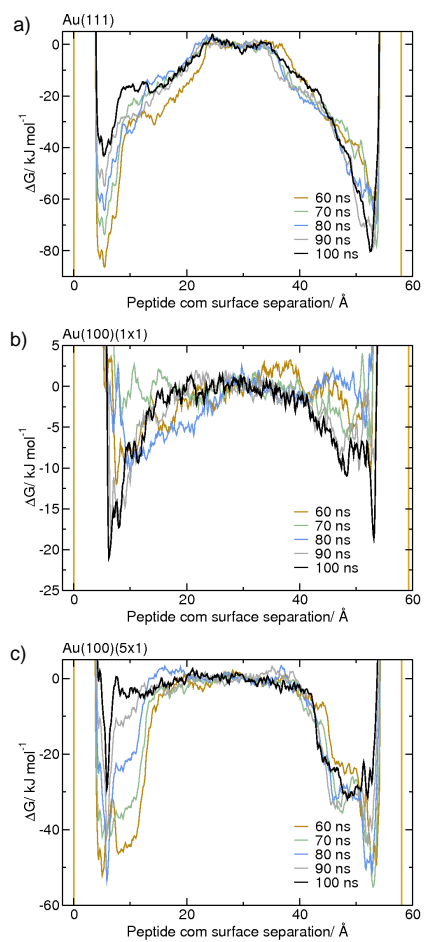 a) Au(111)
0
-20
-40
-60
-80
ΔG/ kJ mol⁻¹
60 ns
70 ns
80 ns
90 ns
100 ns
0 20 40 60
Peptide com surface separation/ Å
b) Au(100)(1x1)
5
0
-5
-10
-15
-20
-25
ΔG/ kJ mol⁻¹
60 ns
70 ns
80 ns
90 ns
100 ns
0 20 40 60
Peptide com surface separation/ Å
c) Au(100)(5x1)
0
-20
-40
-60
ΔG/ kJ mol⁻¹
60 ns
70 ns
80 ns
90 ns
100 ns
0 20 40 60
Peptide com surface separation/ Å